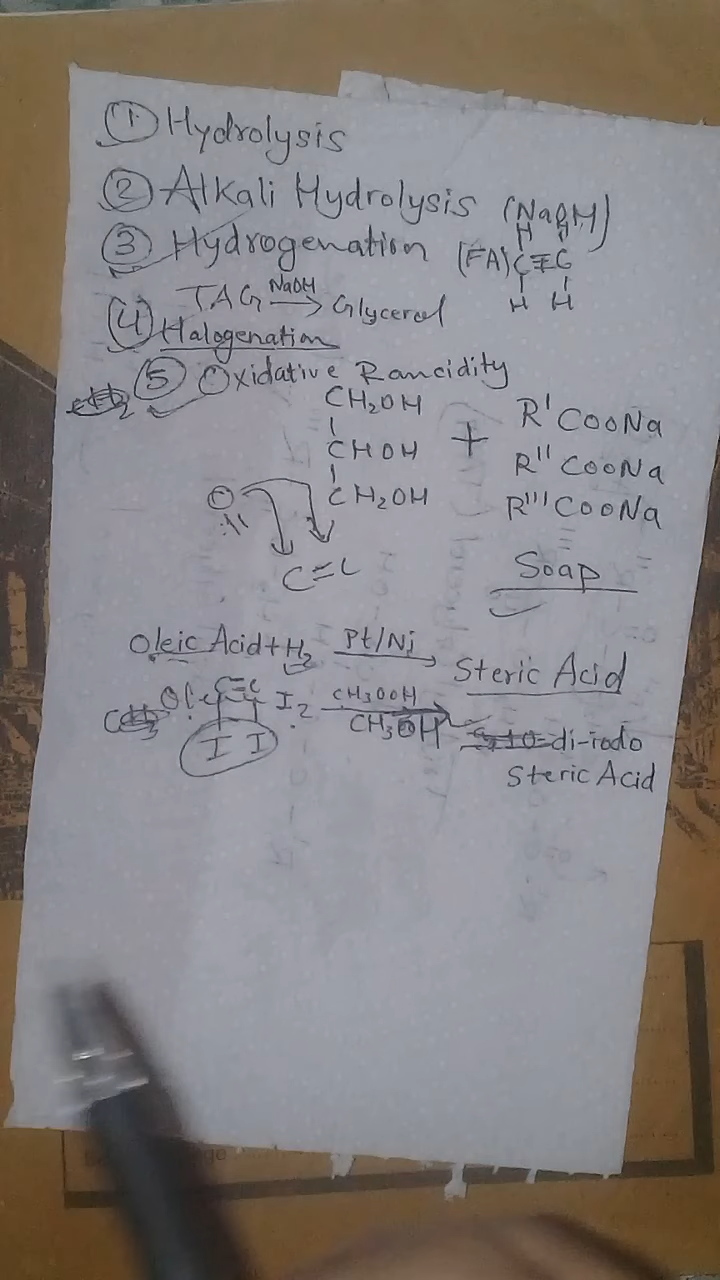 ① Hydrolysis
② Alkali Hydrolysis (NaOH)
③ Hydrogenation (FA) C=C
H H
H H
TAG NaOH → Glycerol
④ Halogenation
⑤ Oxidative Rancidity
CH₂OH
CHOH
CH₂OH
+
R' COONa
R'' COONa
R''' COONa
O
C=C
Soap
Oleic Acid + H₂ Pt/Ni → Steric Acid
Ole C=C I₂ CH3OOH →
CH₃OH
I I
di-iodo
Steric Acid